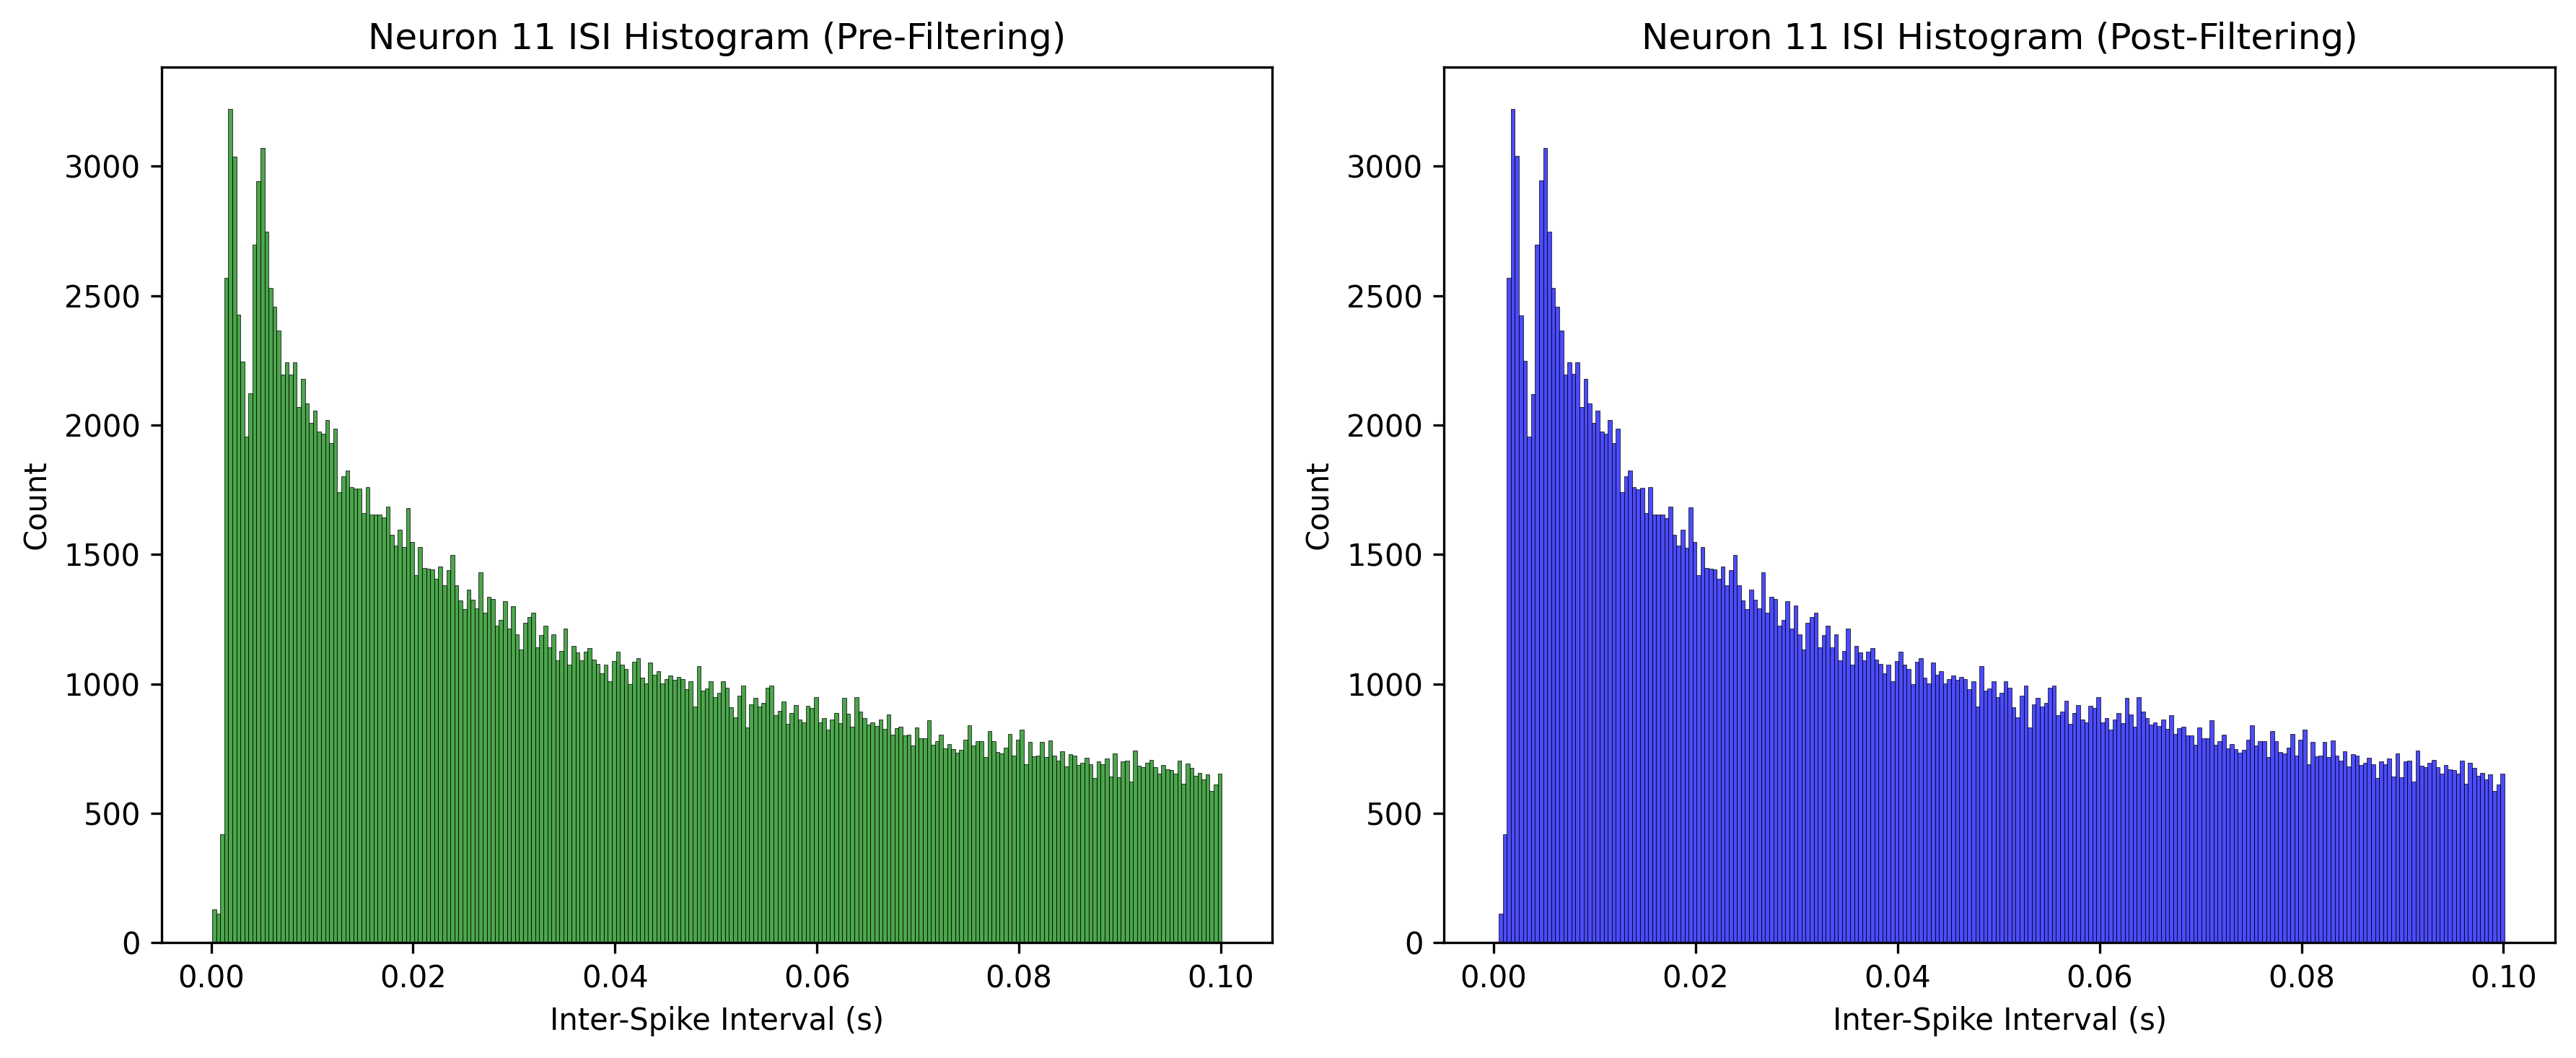 Neuron 11 ISI Histogram (Pre-Filtering)
Count
3000
2500
2000
1500
1000
500
0
0.00 0.02 0.04 0.06 0.08 0.10
Inter-Spike Interval (s)
Neuron 11 ISI Histogram (Post-Filtering)
Count
3000
2500
2000
1500
1000
500
0
0.00 0.02 0.04 0.06 0.08 0.10
Inter-Spike Interval (s)